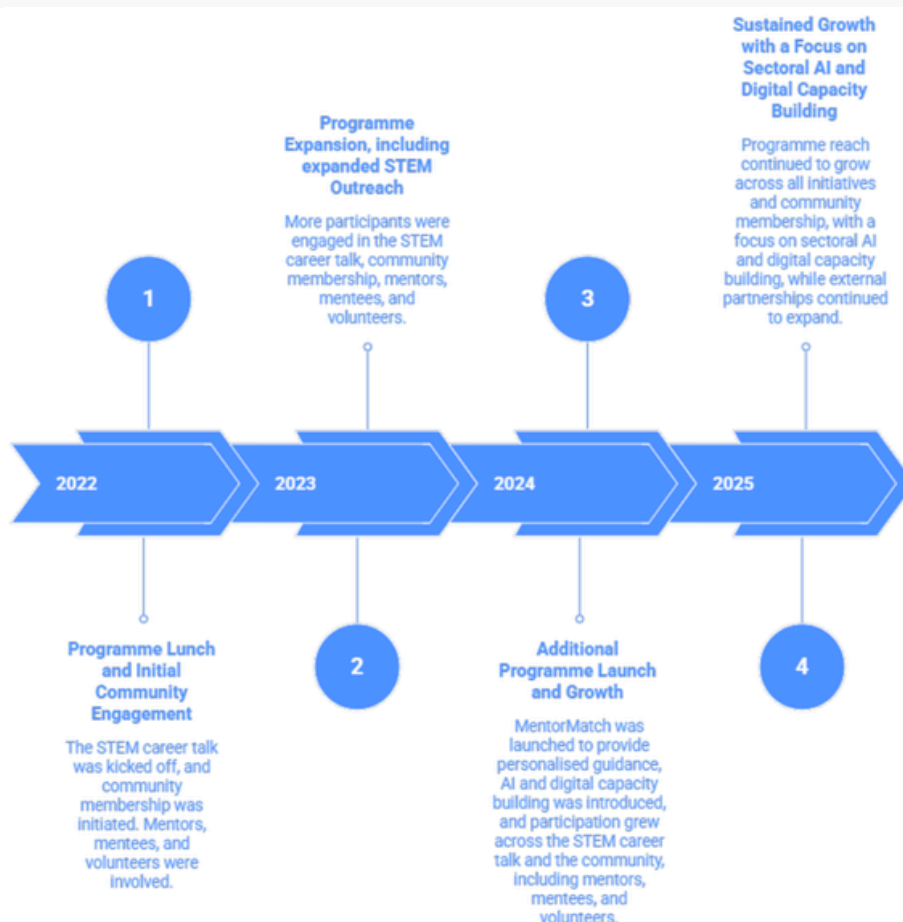 Sustained Growth
with a Focus on
Sectoral AI and
Digital Capacity
Building
Programme reach
continued to grow
across all initiatives
and community
membership, with a
focus on sectoral AI
and digital capacity
building, while external
partnerships continued
to expand.
Programme
Expansion, including
expanded STEM
Outreach
More participants were
engaged in the STEM
career talk, community
membership, mentors,
mentees, and
volunteers.
1
3
2022
2023
2024
2025
Programme Lunch
and Initial
Community
Engagement
The STEM career talk
was kicked off, and
community
membership was
initiated. Mentors,
mentees, and
volunteers were
involved.
2
Additional
Programme Launch
and Growth
MentorMatch was
launched to provide
personalised guidance,
AI and digital capacity
building was introduced,
and participation grew
across the STEM career
talk and the community,
including mentors,
mentees, and
volunteers.
4